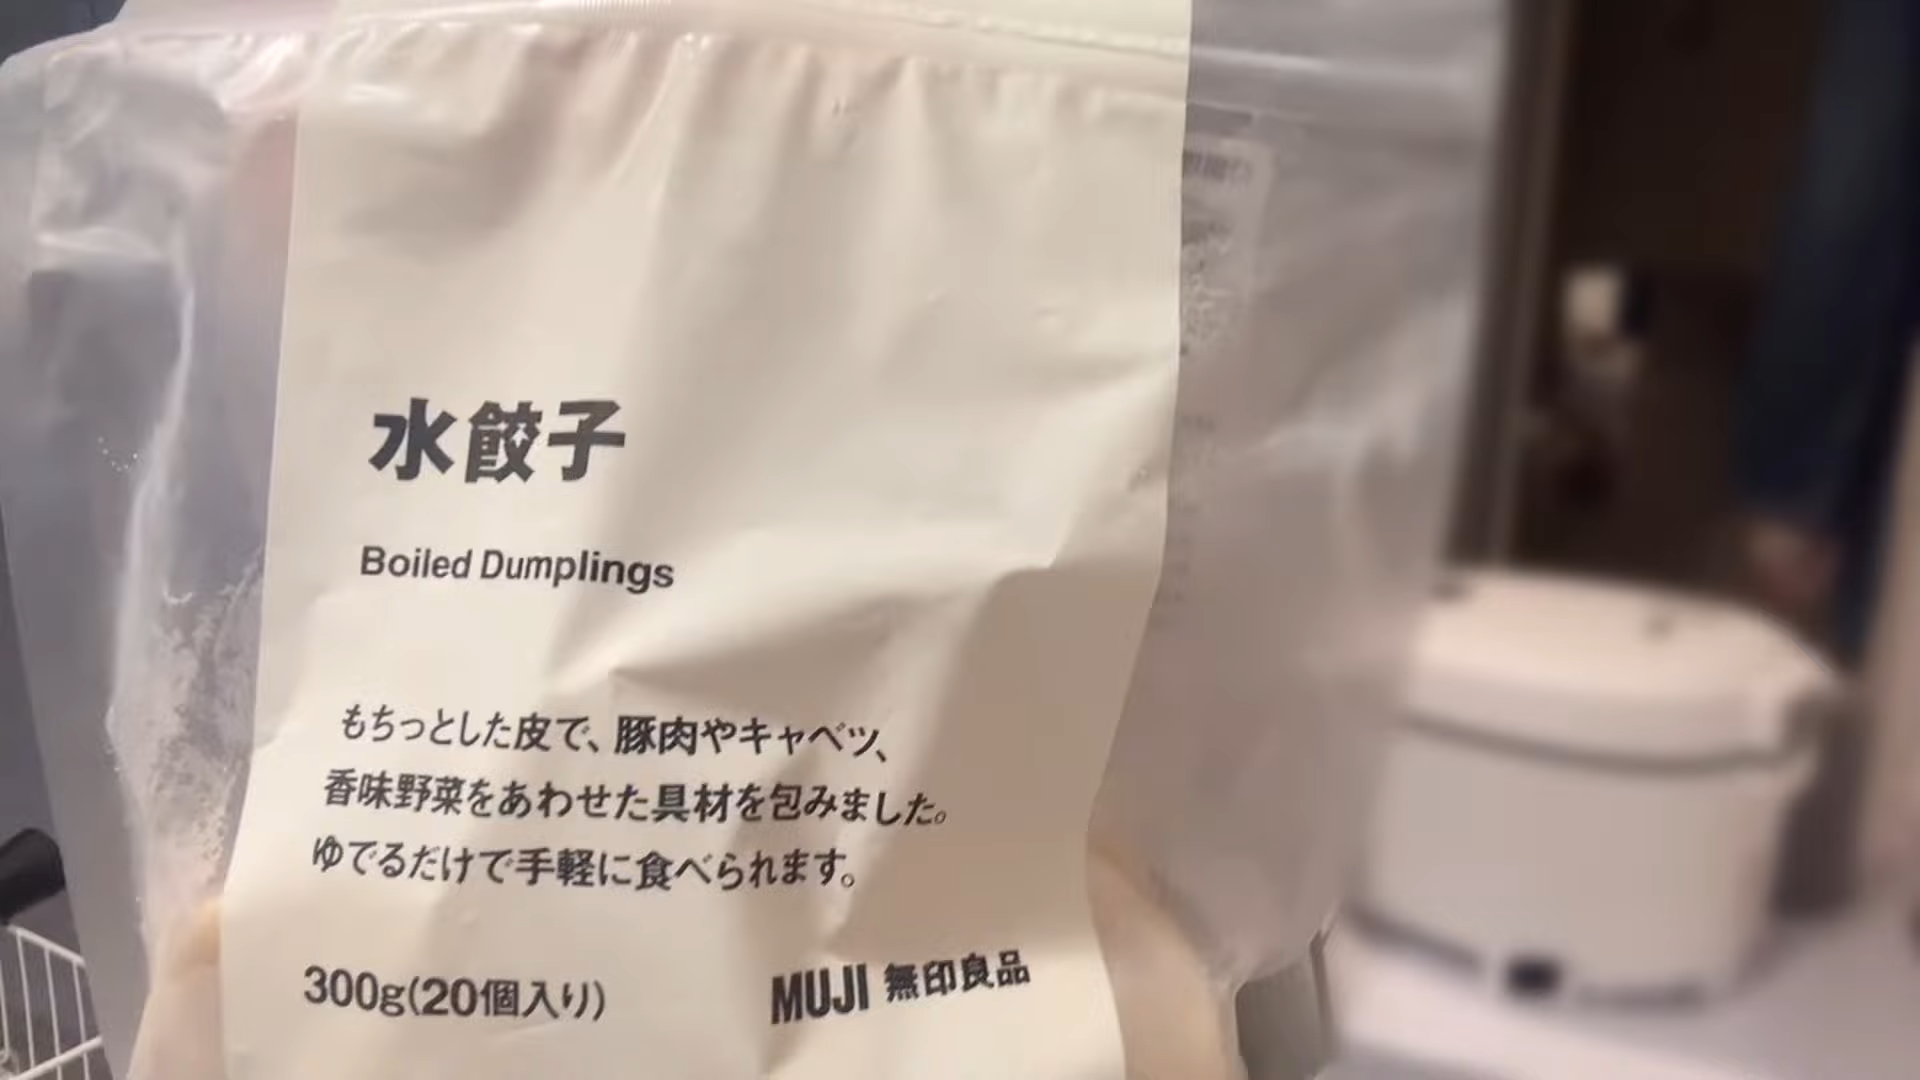 水餃子
Boiled Dumplings
もちっとした皮で、豚肉やキャベツ、
香味野菜をあわせた具材を包みました。
ゆでるだけで手軽に食べられます。
300g(20個入り)
MUJI 無印良品